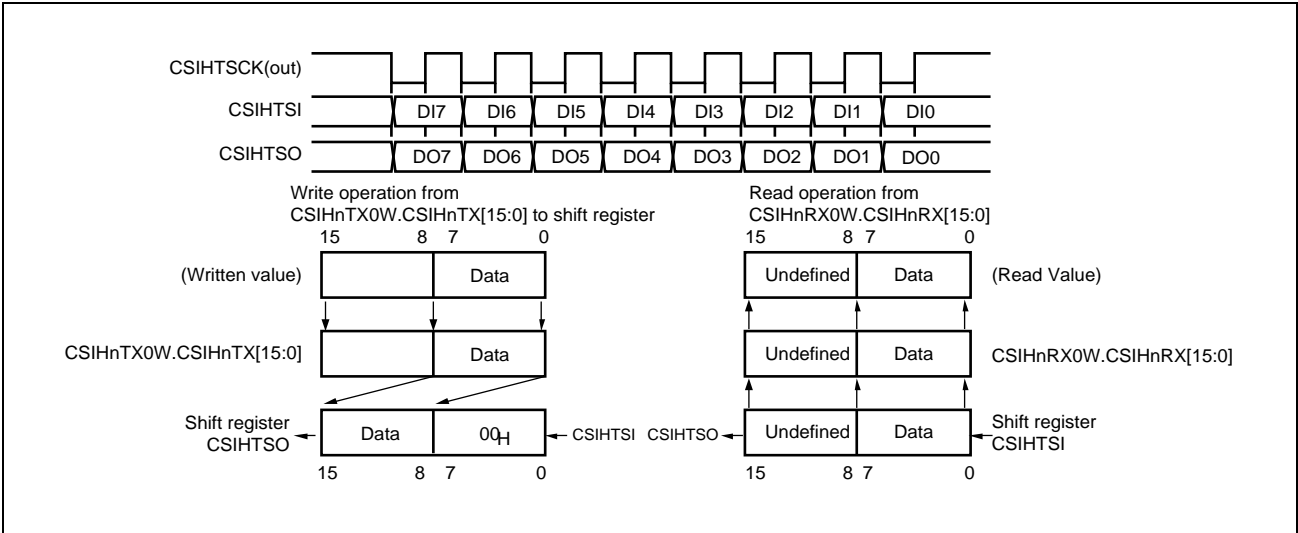 CSIHTSCK(out)
CSIHTSI DI7 DI6 DI5 DI4 DI3 DI2 DI1 DI0
CSIHTSO DO7 DO6 DO5 DO4 DO3 DO2 DO1 DO0
Write operation from
CSIHnTX0W.CSIHnTX[15:0] to shift register
15 8 7 0
(Written value) Data
CSIHnTX0W.CSIHnTX[15:0] Data
Shift register
CSIHTSO Data 00H CSIHTSI
15 8 7 0
Read operation from
CSIHnRX0W.CSIHnRX[15:0]
15 8 7 0
Undefined Data (Read Value)
Undefined Data CSIHnRX0W.CSIHnRX[15:0]
CSIHTSO Undefined Data Shift register
CSIHTSI
15 8 7 0